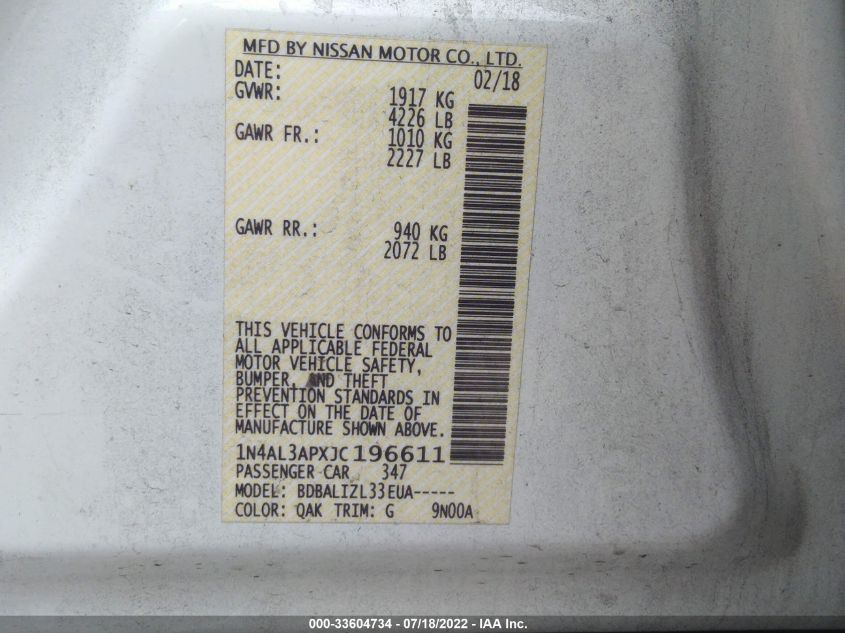 MFD BY NISSAN MOTOR CO., LTD.
DATE: 02/18
GVWR: 1917 KG
4226 LB
GAWR FR.: 1010 KG
2227 LB
GAWR RR.: 940 KG
2072 LB
THIS VEHICLE CONFORMS TO
ALL APPLICABLE FEDERAL
MOTOR VEHICLE SAFETY,
BUMPER, AND THEFT
PREVENTION STANDARDS IN
EFFECT ON THE DATE OF
MANUFACTURE SHOWN ABOVE.
1N4AL3APXJC196611
PASSENGER CAR 347
MODEL: BDBALIZL33EUA-----
COLOR: QAK TRIM: G 9N00A
000-33604734 - 07/18/2022 - IAA Inc.